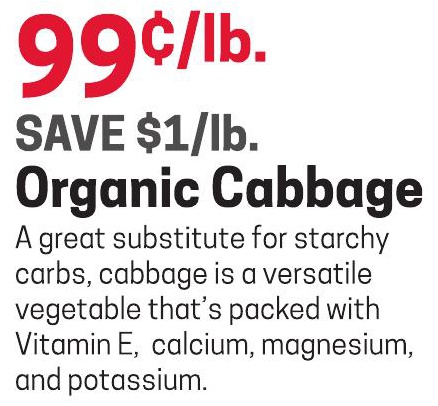 99¢/lb.
SAVE $1/lb.
Organic Cabbage
A great substitute for starchy
carbs, cabbage is a versatile
vegetable that's packed with
Vitamin E,  calcium, magnesium,
and potassium.